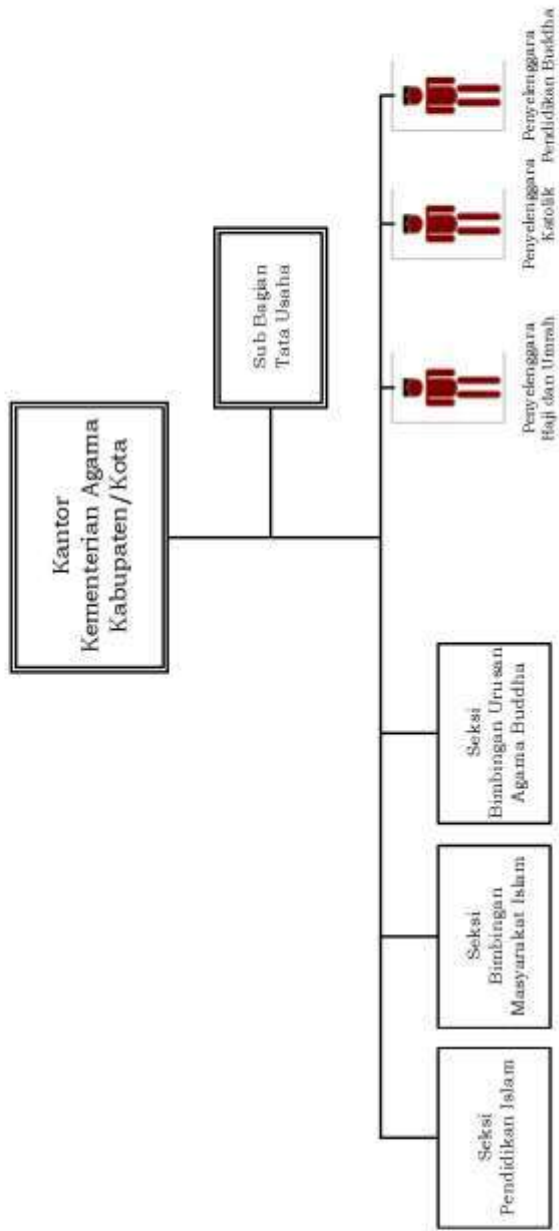 Kantor
Kementerian Agama
Kabupaten/Kota
Sub Bagian
Tata Usaha
Seksi
Pendidikan Islam
Seksi
Bimbingan
Masyarakat Islam
Seksi
Bimbingan Urusan
Agama Buddha
Penyelenggara
Haji dan Umrah
Penyelenggara
Katolik
Penyelenggara
Pendidikan Buddha